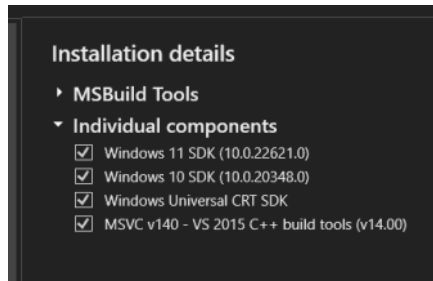 Installation details
MSBuild Tools
Individual components
Windows 11 SDK (10.0.22621.0)
Windows 10 SDK (10.0.20348.0)
Windows Universal CRT SDK
MSVC v140 - VS 2015 C++ build tools (v14.00)